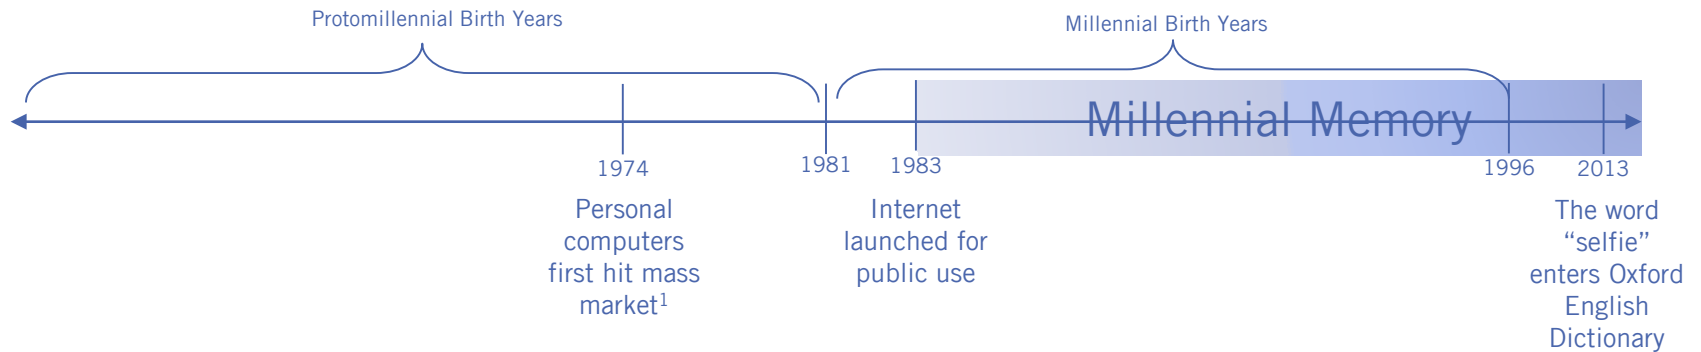 Protomillennial Birth Years
Millennial Birth Years
Millennial Memory
1974
1981
1983
1996
2013
Personal
computers
first hit mass
market¹
Internet
launched for
public use
The word
“selfie”
enters Oxford
English
Dictionary